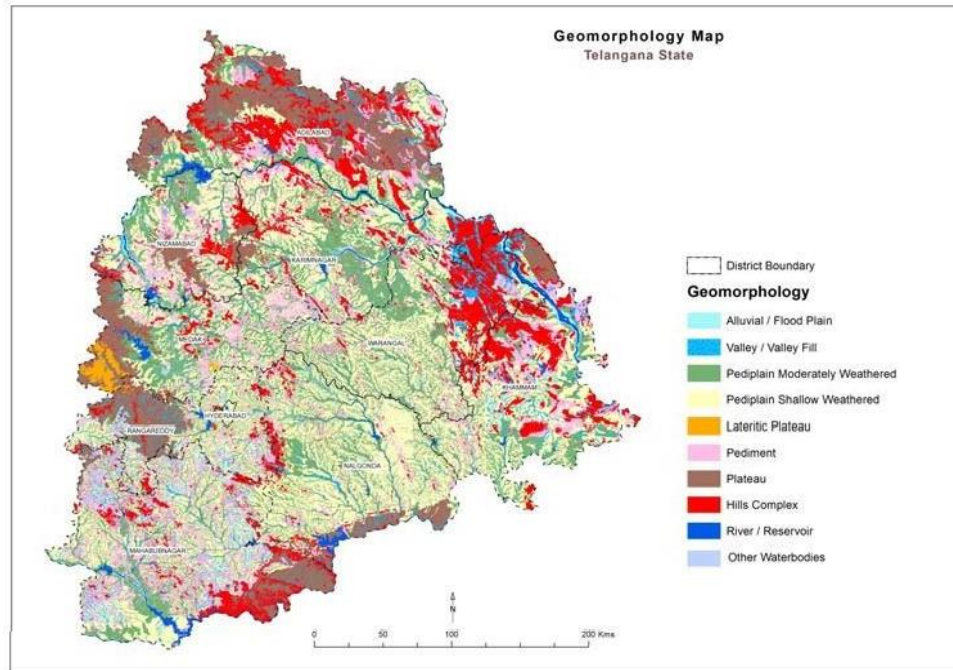 Geomorphology Map
Telangana State
ADILABAD
NIZAMABAD
KARIMNAGAR
MEDAK
WARANGAL
KHAMMAM
HYDERABAD
RANGAREDDY
NALGONDA
MAHABUBNAGAR
District Boundary
Geomorphology
Alluvial / Flood Plain
Valley / Valley Fill
Pediplain Moderately Weathered
Pediplain Shallow Weathered
Lateritic Plateau
Pediment
Plateau
Hills Complex
River / Reservoir
Other Waterbodies
N
0 50 100 200 Kms